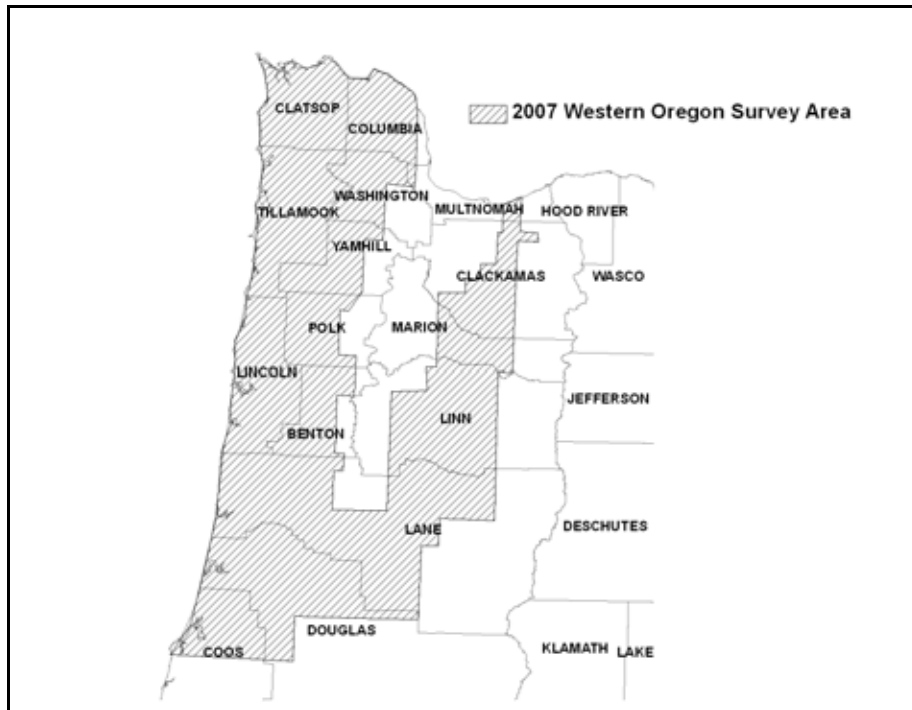 2007 Western Oregon Survey Area
CLATSOP
COLUMBIA
WASHINGTON
MULTNOMAH
HOOD RIVER
TILLAMOOK
YAMHILL
CLACKAMAS
WASCO
POLK
MARION
LINCOLN
JEFFERSON
LINN
BENTON
LANE
DESCHUTES
DOUGLAS
COOS
KLAMATH
LAKE